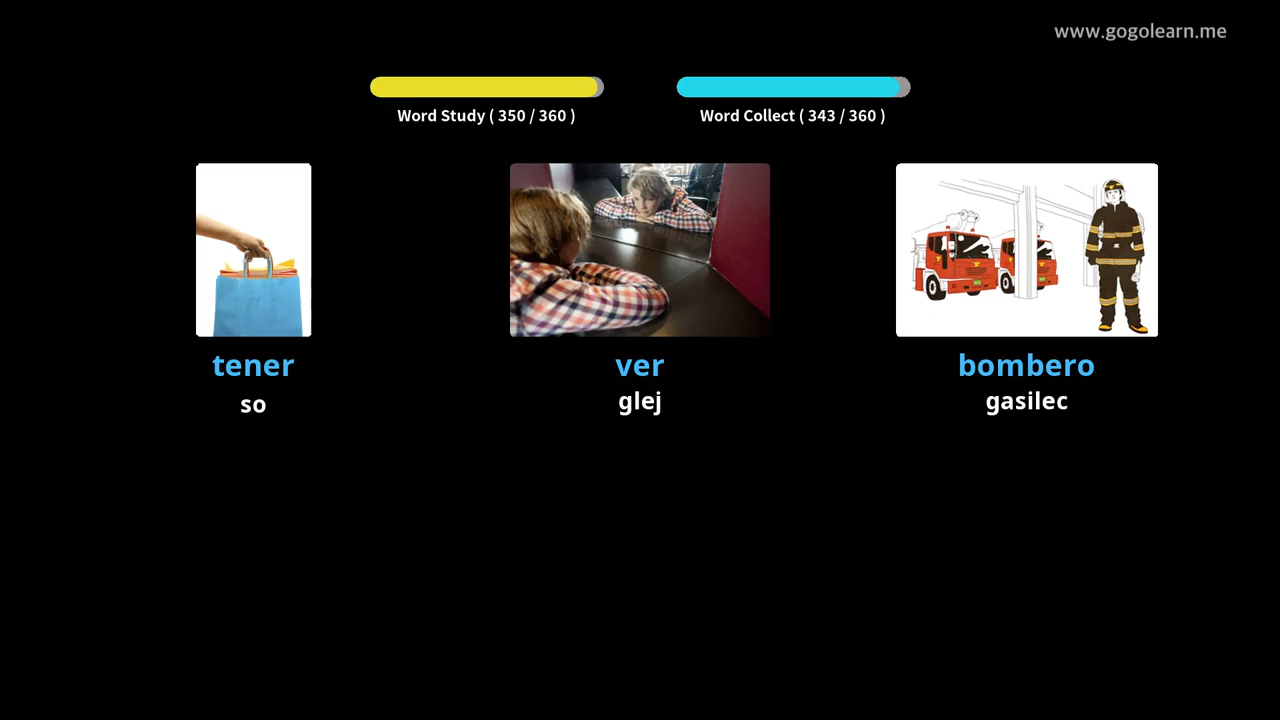 www.gogolearn.me
Word Study ( 350 / 360 )
Word Collect ( 343 / 360 )
tener
so
ver
glej
bombero
gasilec